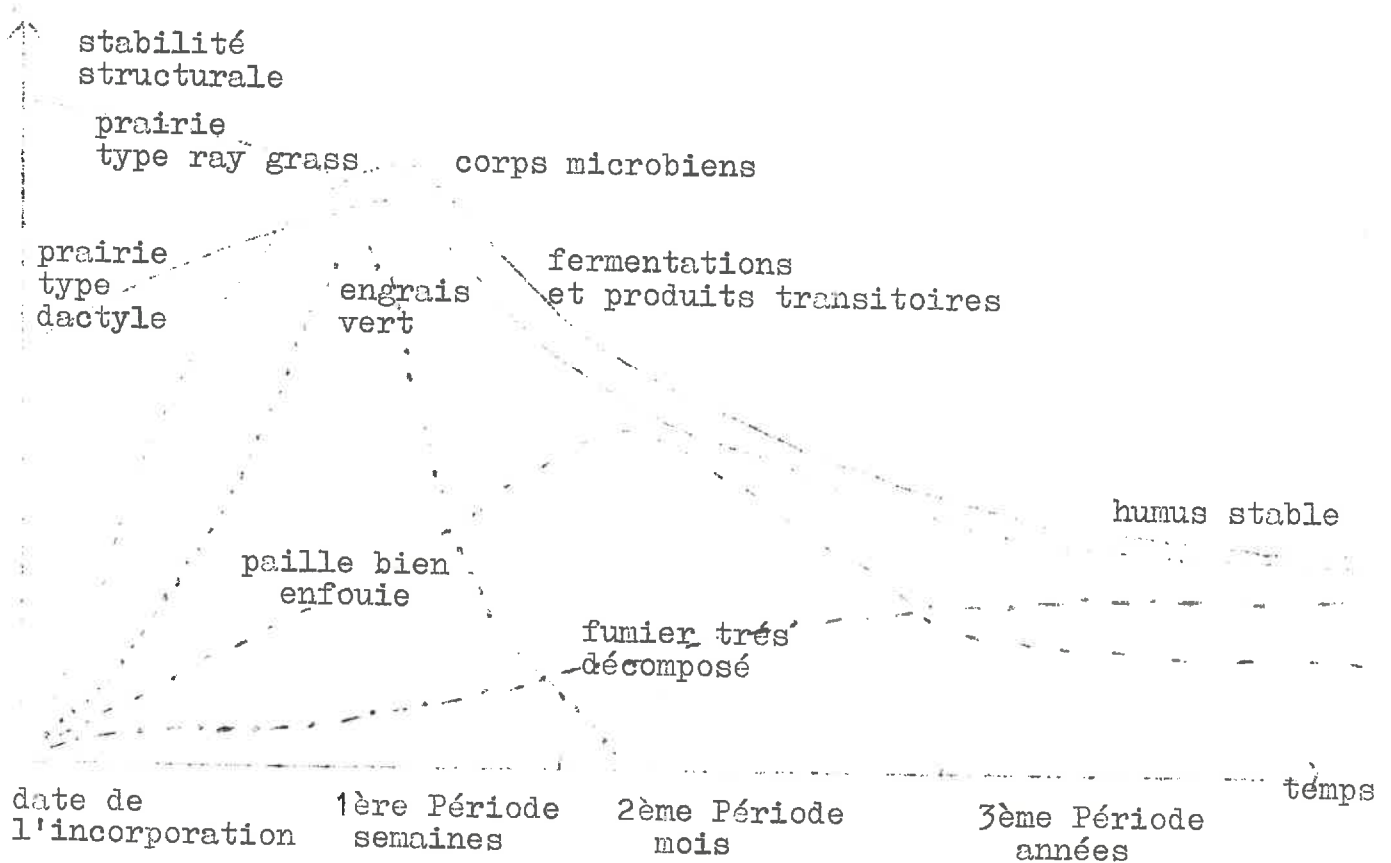 stabilité
structurale
prairie
type ray grass
corps microbiens
prairie
type
dactyle
fermentations
et produits transitoires
engrais
vert
humus stable
paille bien
enfouie
fumier trés
décomposé
temps
date de
l'incorporation
1ère Période
semaines
2ème Période
mois
3ème Période
années